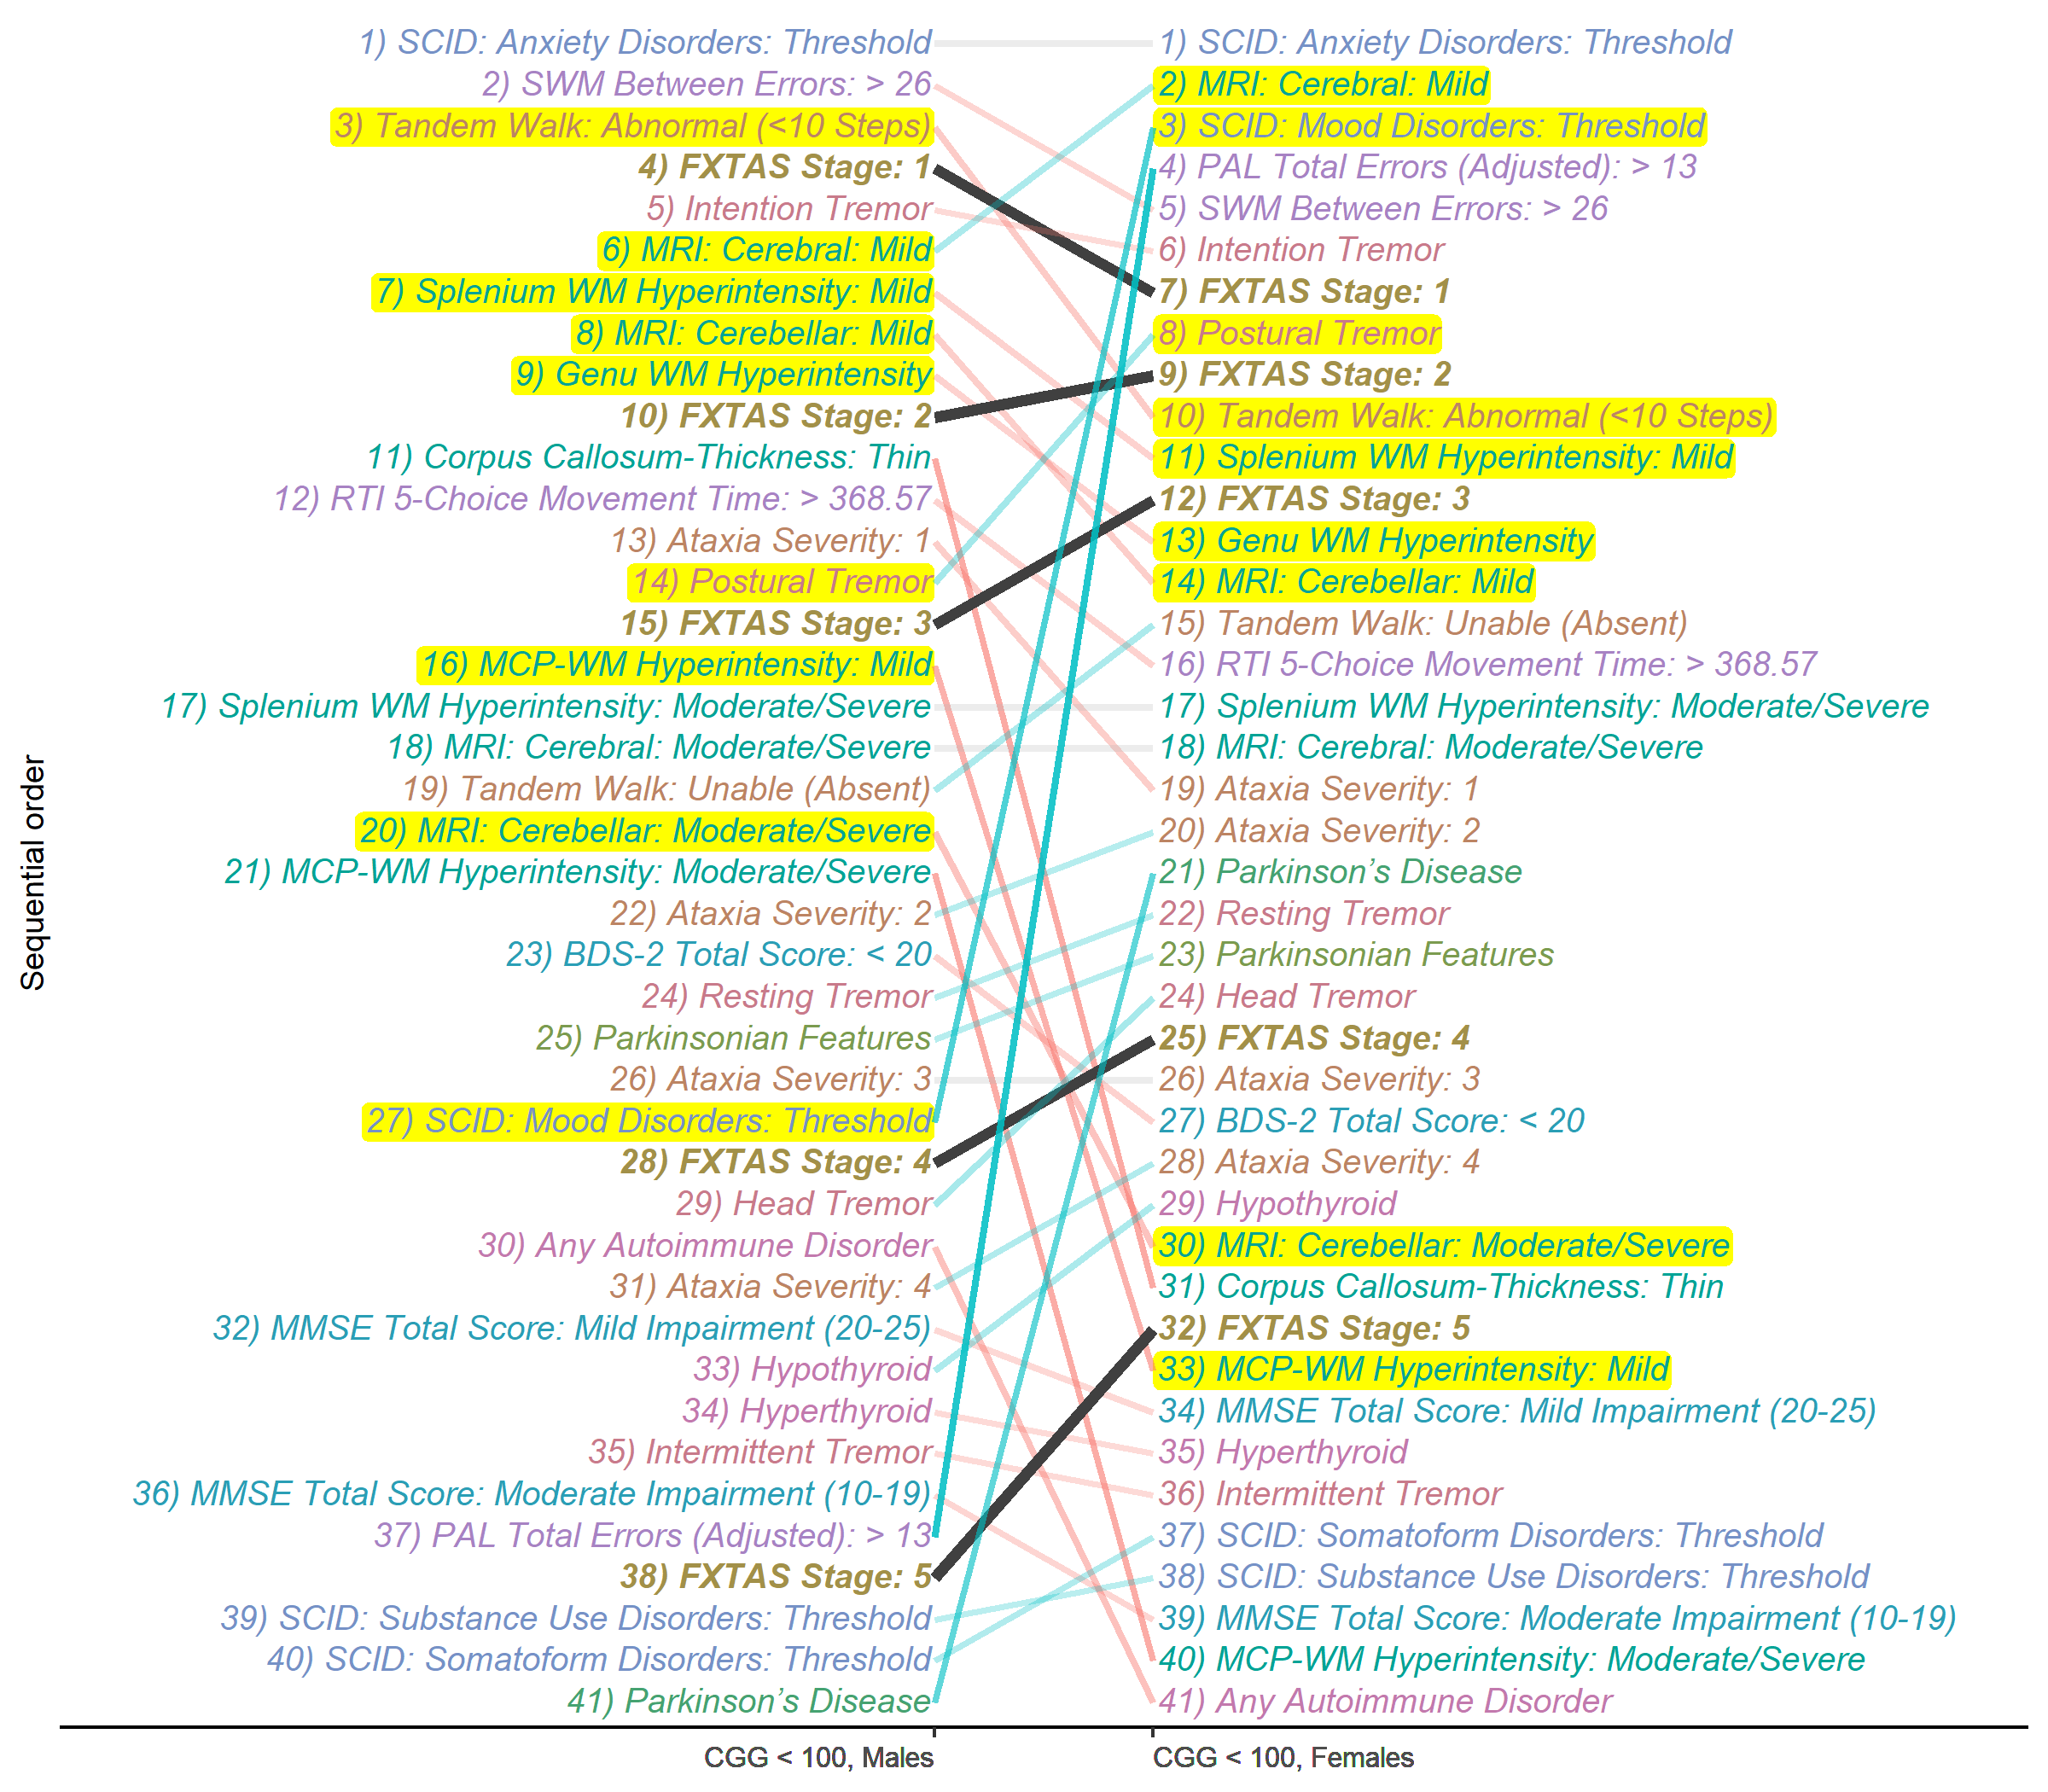 1) SCID: Anxiety Disorders: Threshold
2) SWM Between Errors: > 26
3) Tandem Walk: Abnormal (<10 Steps)
4) FXTAS Stage: 1
5) Intention Tremor
6) MRI: Cerebral: Mild
7) Splenium WM Hyperintensity: Mild
8) MRI: Cerebellar: Mild
9) Genu WM Hyperintensity
10) FXTAS Stage: 2
11) Corpus Callosum-Thickness: Thin
12) RTI 5-Choice Movement Time: > 368.57
13) Ataxia Severity: 1
14) Postural Tremor
15) FXTAS Stage: 3
16) MCP-WM Hyperintensity: Mild
17) Splenium WM Hyperintensity: Moderate/Severe
18) MRI: Cerebral: Moderate/Severe
19) Tandem Walk: Unable (Absent)
20) MRI: Cerebellar: Moderate/Severe
21) MCP-WM Hyperintensity: Moderate/Severe
22) Ataxia Severity: 2
23) BDS-2 Total Score: < 20
24) Resting Tremor
25) Parkinsonian Features
26) Ataxia Severity: 3
27) SCID: Mood Disorders: Threshold
28) FXTAS Stage: 4
29) Head Tremor
30) Any Autoimmune Disorder
31) Ataxia Severity: 4
32) MMSE Total Score: Mild Impairment (20-25)
33) Hypothyroid
34) Hyperthyroid
35) Intermittent Tremor
36) MMSE Total Score: Moderate Impairment (10-19)
37) PAL Total Errors (Adjusted): > 13
38) FXTAS Stage: 5
39) SCID: Substance Use Disorders: Threshold
40) SCID: Somatoform Disorders: Threshold
41) Parkinson's Disease
1) SCID: Anxiety Disorders: Threshold
2) MRI: Cerebral: Mild
3) SCID: Mood Disorders: Threshold
4) PAL Total Errors (Adjusted): > 13
5) SWM Between Errors: > 26
6) Intention Tremor
7) FXTAS Stage: 1
8) Postural Tremor
9) FXTAS Stage: 2
10) Tandem Walk: Abnormal (<10 Steps)
11) Splenium WM Hyperintensity: Mild
12) FXTAS Stage: 3
13) Genu WM Hyperintensity
14) MRI: Cerebellar: Mild
15) Tandem Walk: Unable (Absent)
16) RTI 5-Choice Movement Time: > 368.57
17) Splenium WM Hyperintensity: Moderate/Severe
18) MRI: Cerebral: Moderate/Severe
19) Ataxia Severity: 1
20) Ataxia Severity: 2
21) Parkinson's Disease
22) Resting Tremor
23) Parkinsonian Features
24) Head Tremor
25) FXTAS Stage: 4
26) Ataxia Severity: 3
27) BDS-2 Total Score: < 20
28) Ataxia Severity: 4
29) Hypothyroid
30) MRI: Cerebellar: Moderate/Severe
31) Corpus Callosum-Thickness: Thin
32) FXTAS Stage: 5
33) MCP-WM Hyperintensity: Mild
34) MMSE Total Score: Mild Impairment (20-25)
35) Hyperthyroid
36) Intermittent Tremor
37) SCID: Somatoform Disorders: Threshold
38) SCID: Substance Use Disorders: Threshold
39) MMSE Total Score: Moderate Impairment (10-19)
40) MCP-WM Hyperintensity: Moderate/Severe
41) Any Autoimmune Disorder
Sequential order
CGG < 100, Males
CGG < 100, Females